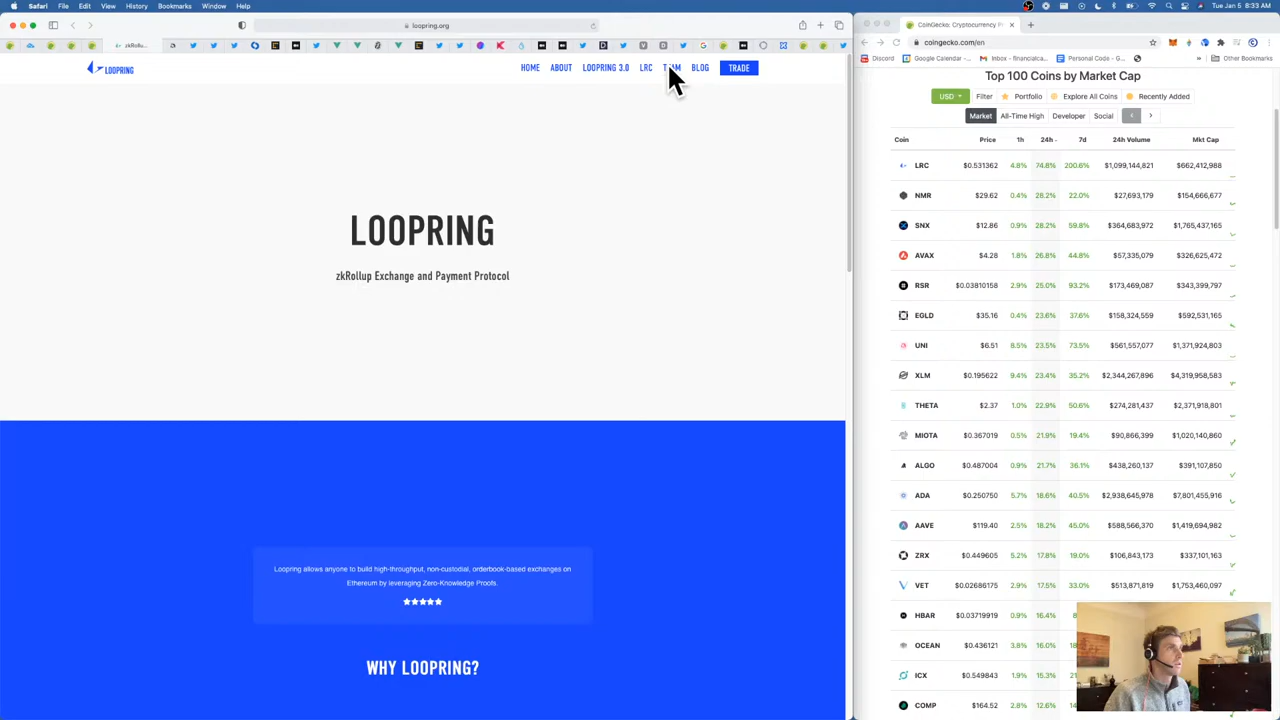 Safari File Edit View History Bookmarks Window Help
Tue Jan 5 8:33 AM
loopring.org
zkRollu...
LOOPRING
HOME ABOUT LOOPRING 3.0 LRC TEAM BLOG TRADE
LOOPRING
zkRollup Exchange and Payment Protocol
Loopring allows anyone to build high-throughput, non-custodial, orderbook-based exchanges on
Ethereum by leveraging Zero-Knowledge Proofs.
★★★★★
WHY LOOPRING?
CoinGecko: Cryptocurrency P
coingecko.com/en
Discord Google Calendar -... Inbox - financialca... Personal Code - G... » Other Bookmarks
Top 100 Coins by Market Cap
USD Filter Portfolio Explore All Coins Recently Added
Market All-Time High Developer Social < >
Coin Price 1h 24h 7d 24h Volume Mkt Cap
LRC $0.531362 4.8% 74.8% 200.6% $1,099,144,821 $662,412,988
NMR $29.62 0.4% 28.2% 22.0% $27,693,179 $154,666,677
SNX $12.86 0.9% 28.2% 59.8% $364,683,972 $1,765,437,165
AVAX $4.28 1.8% 26.8% 44.8% $57,335,079 $326,625,472
RSR $0.03810158 2.9% 25.0% 93.2% $173,469,087 $343,399,797
EGLD $35.16 0.4% 23.6% 37.6% $158,324,559 $592,531,165
UNI $6.51 8.5% 23.5% 73.5% $561,557,077 $1,371,924,803
XLM $0.195622 9.4% 23.4% 35.2% $2,344,267,896 $4,319,958,583
THETA $2.37 1.0% 22.9% 50.6% $274,281,437 $2,371,918,801
MIOTA $0.367019 0.5% 21.9% 19.4% $90,866,399 $1,020,140,860
ALGO $0.487004 0.9% 21.7% 36.1% $438,260,137 $391,107,850
ADA $0.250750 5.7% 18.6% 40.5% $2,938,645,978 $7,801,455,916
AAVE $119.40 2.5% 18.2% 45.0% $588,566,370 $1,419,694,982
ZRX $0.449605 5.2% 17.8% 19.0% $106,843,173 $337,101,163
VET $0.02686175 2.9% 17.5% 33.0% $513,871,819 $1,753,460,097
HBAR $0.03719919 0.9% 16.4%
OCEAN $0.436121 3.8% 16.0%
ICX $0.549843 1.9% 15.3%
COMP $164.52 2.8% 12.6%